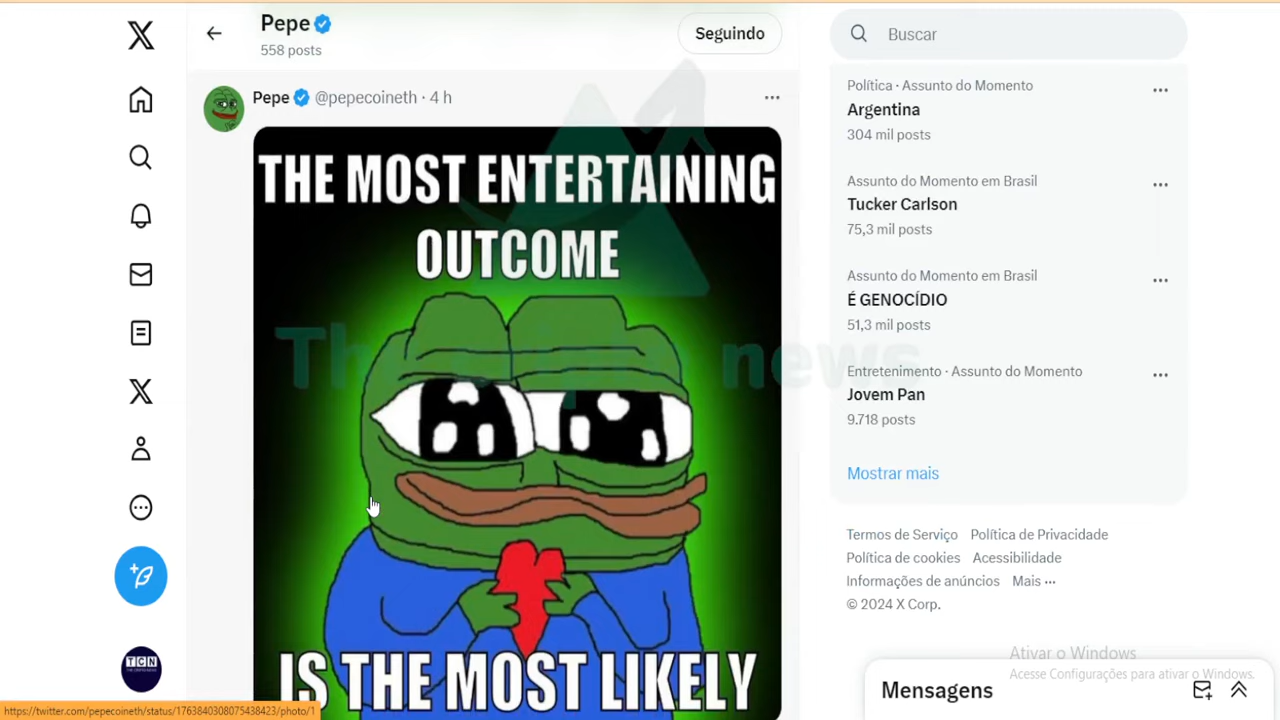 Pepe
558 posts
Seguindo
Buscar
Pepe @pepecoineth · 4 h
THE MOST ENTERTAINING
OUTCOME
IS THE MOST LIKELY
The cripto news
Política · Assunto do Momento
Argentina
304 mil posts
Assunto do Momento em Brasil
Tucker Carlson
75,3 mil posts
Assunto do Momento em Brasil
É GENOCÍDIO
51,3 mil posts
Entretenimento · Assunto do Momento
Jovem Pan
9.718 posts
Mostrar mais
Termos de Serviço Política de Privacidade
Política de cookies Acessibilidade
Informações de anúncios Mais ···
© 2024 X Corp.
Ativar o Windows
Acesse Configurações para ativar o Windows.
Mensagens
TCN
https://twitter.com/pepecoineth/status/1763840308075438423/photo/1